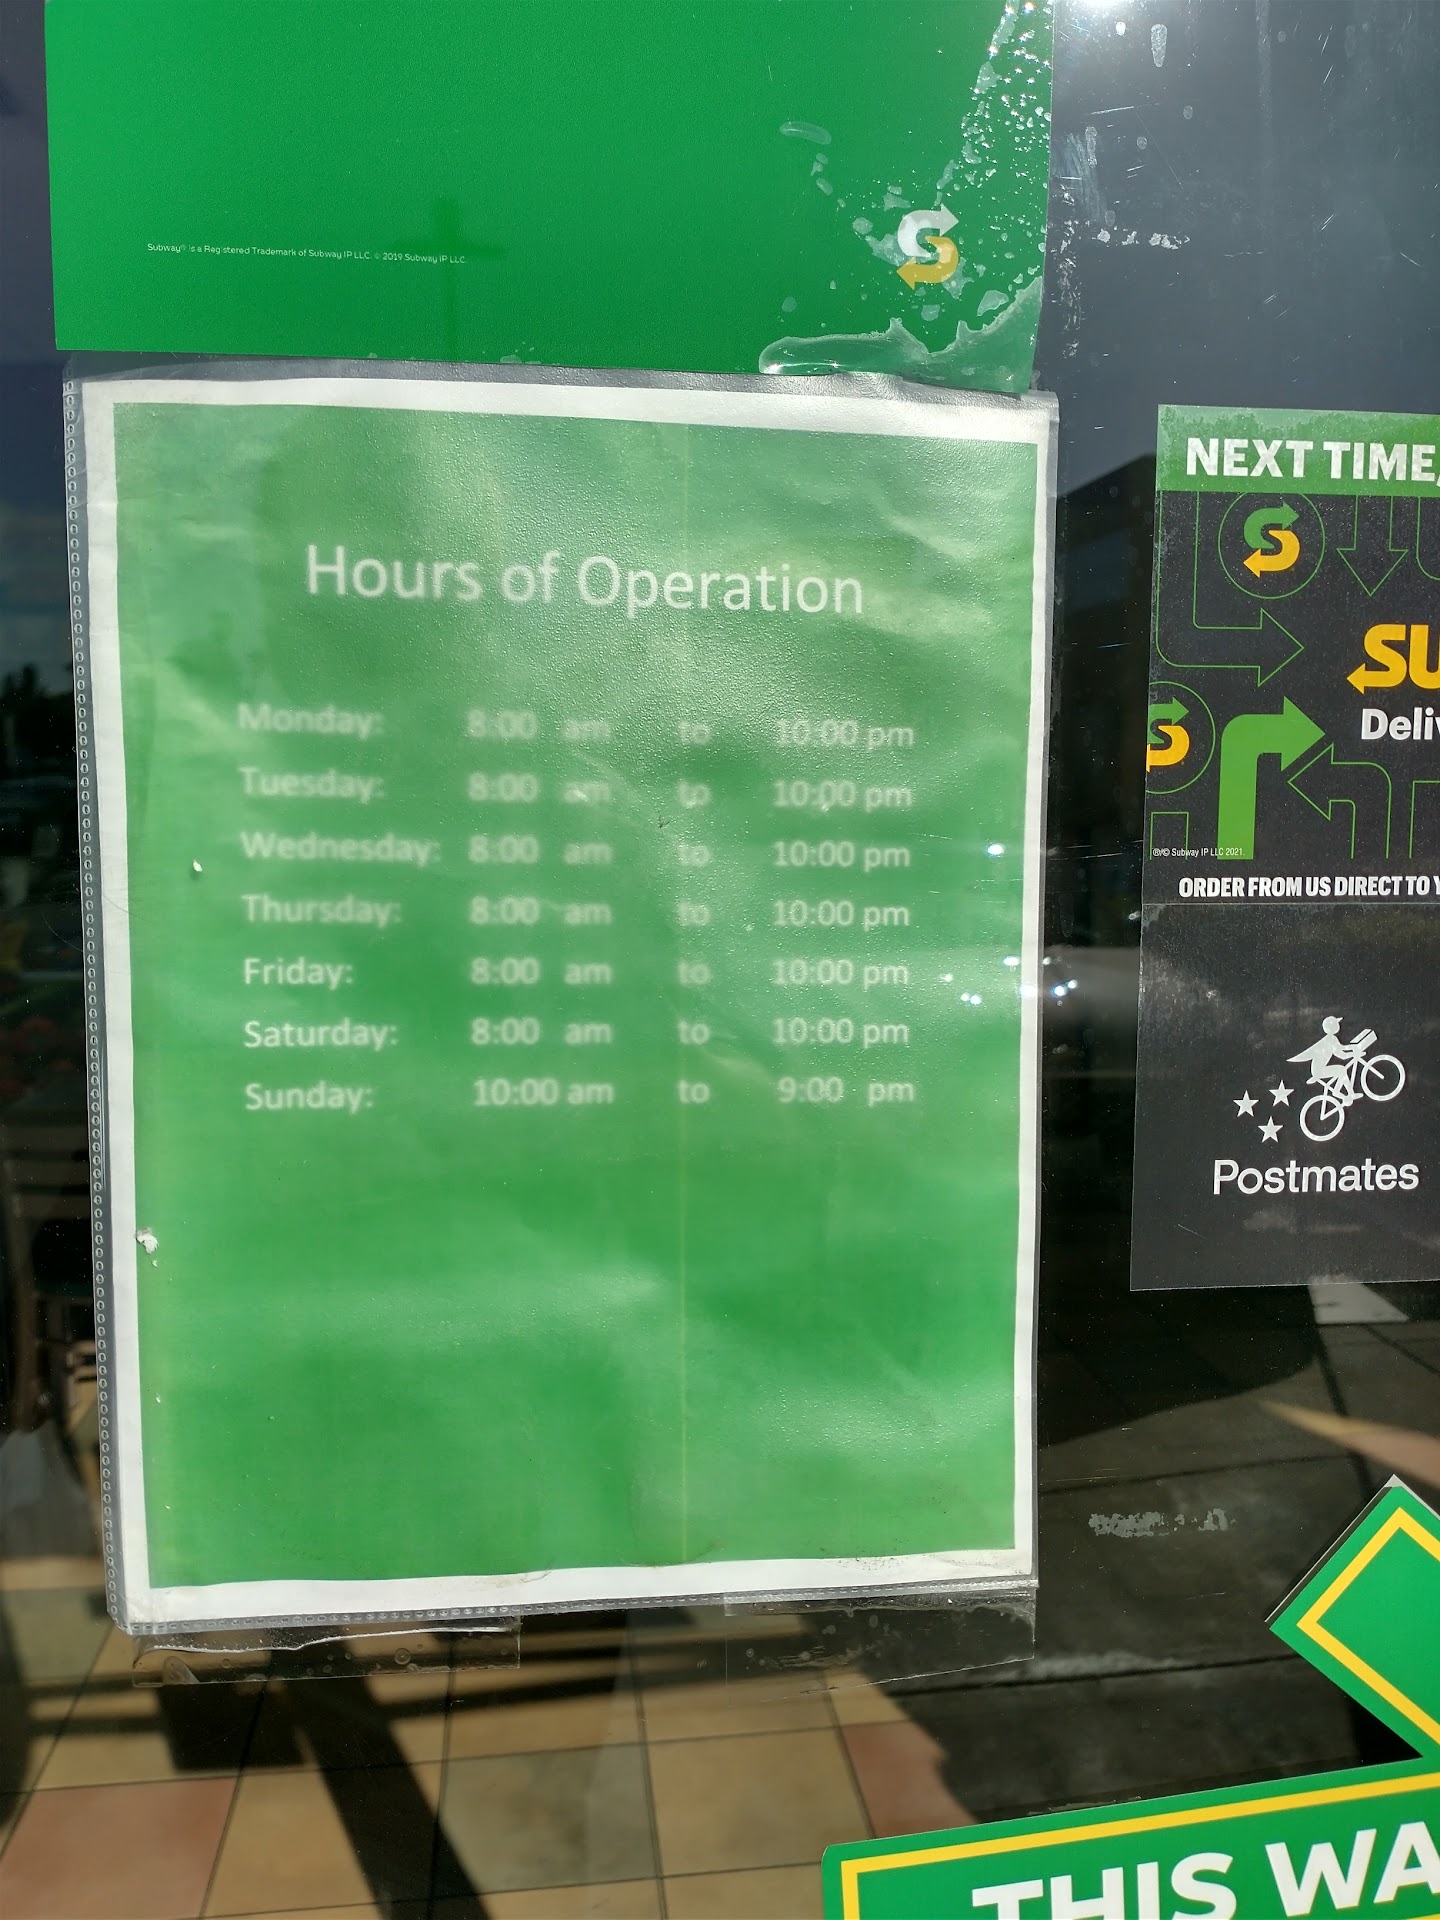 Subway® is a Registered Trademark of Subway IP LLC. © 2019 Subway IP LLC.
Hours of Operation
Monday: 8:00 am to 10:00 pm
Tuesday: 8:00 am to 10:00 pm
Wednesday: 8:00 am to 10:00 pm
Thursday: 8:00 am to 10:00 pm
Friday: 8:00 am to 10:00 pm
Saturday: 8:00 am to 10:00 pm
Sunday: 10:00 am to 9:00 pm
NEXT TIME,
SU
Deliv
®/© Subway IP LLC 2021.
ORDER FROM US DIRECT TO Y
Postmates
THIS WA